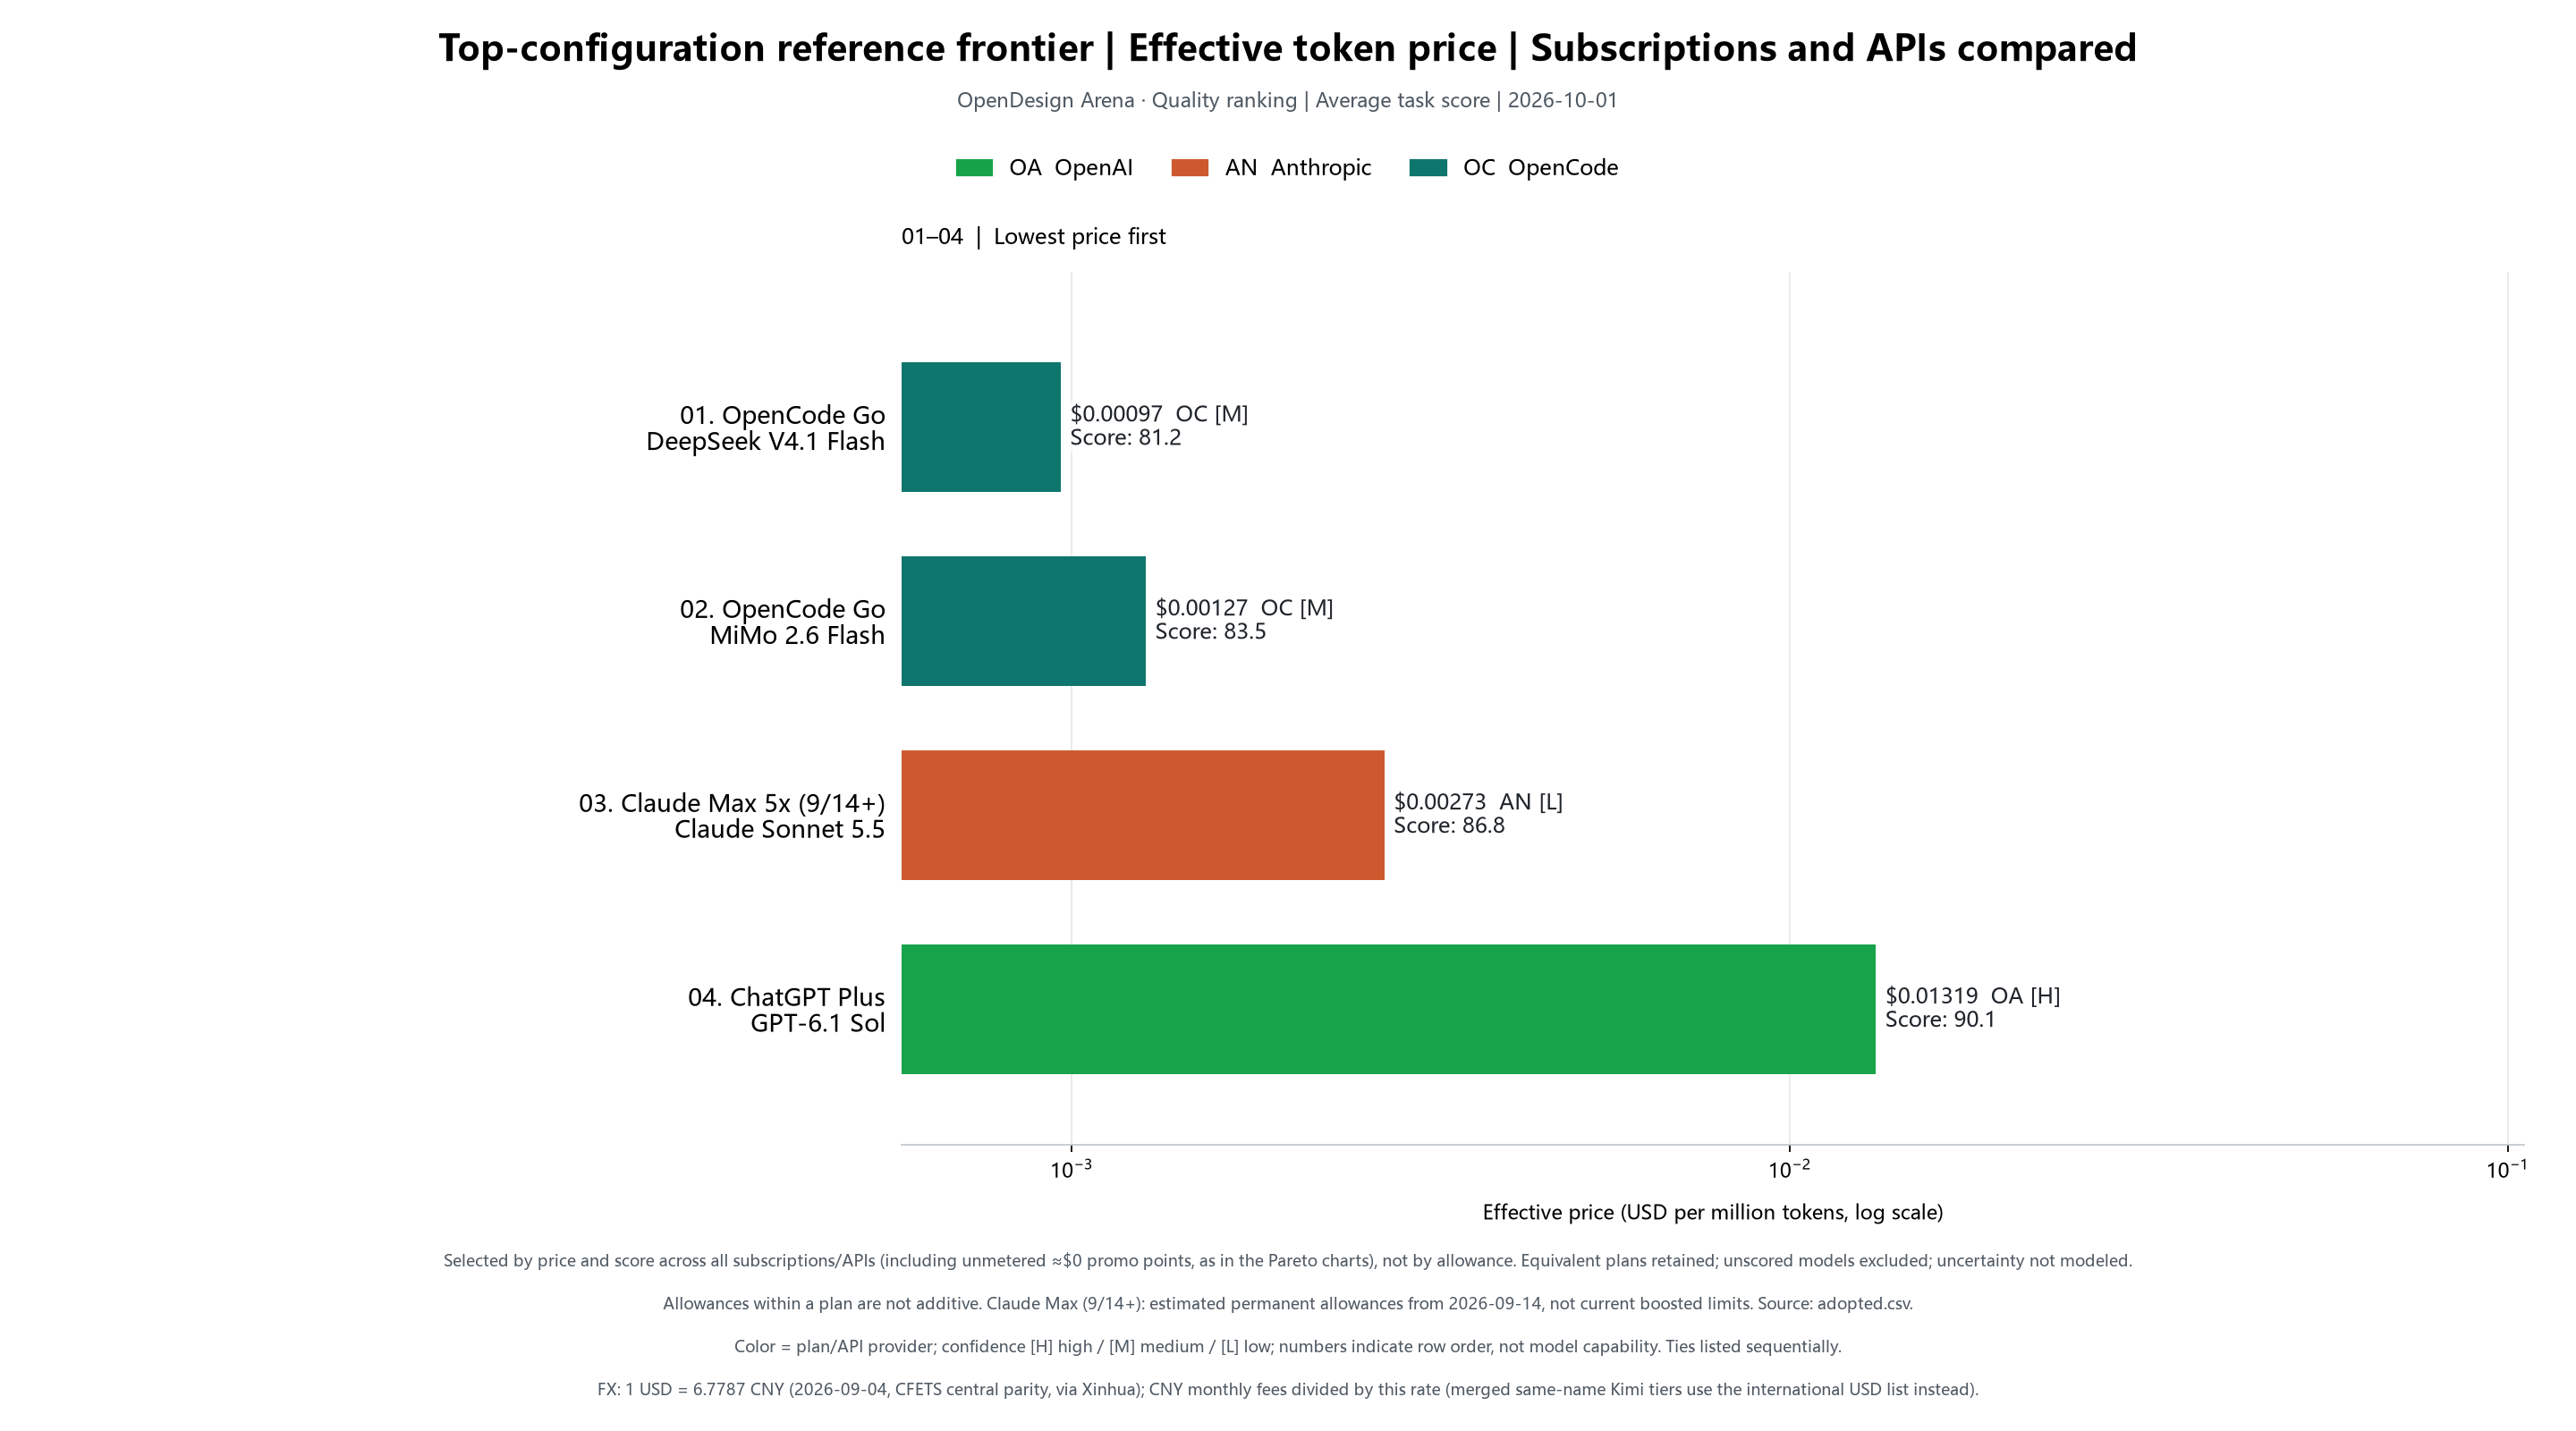 Top-configuration reference frontier | Effective token price | Subscriptions and APIs compared
OpenDesign Arena · Quality ranking | Average task score | 2026-10-01
OA OpenAI AN Anthropic OC OpenCode
01–04 | Lowest price first
01. OpenCode Go
DeepSeek V4.1 Flash
$0.00097 OC [M]
Score: 81.2
02. OpenCode Go
MiMo 2.6 Flash
$0.00127 OC [M]
Score: 83.5
03. Claude Max 5x (9/14+)
Claude Sonnet 5.5
$0.00273 AN [L]
Score: 86.8
04. ChatGPT Plus
GPT-6.1 Sol
$0.01319 OA [H]
Score: 90.1
10⁻³ 10⁻² 10⁻¹
Effective price (USD per million tokens, log scale)
Selected by price and score across all subscriptions/APIs (including unmetered ≈$0 promo points, as in the Pareto charts), not by allowance. Equivalent plans retained; unscored models excluded; uncertainty not modeled.
Allowances within a plan are not additive. Claude Max (9/14+): estimated permanent allowances from 2026-09-14, not current boosted limits. Source: adopted.csv.
Color = plan/API provider; confidence [H] high / [M] medium / [L] low; numbers indicate row order, not model capability. Ties listed sequentially.
FX: 1 USD = 6.7787 CNY (2026-09-04, CFETS central parity, via Xinhua); CNY monthly fees divided by this rate (merged same-name Kimi tiers use the international USD list instead).